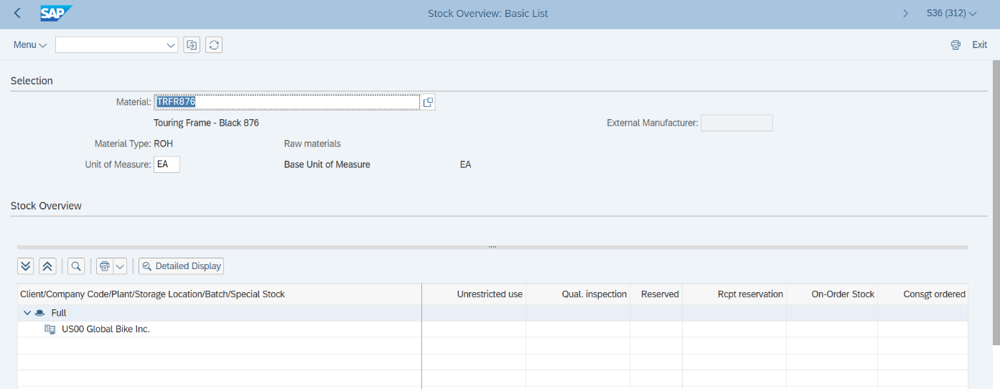 SAP Stock Overview: Basic List S36 (312)
Menu Exit
Selection
Material: TRFR876
Touring Frame - Black 876 External Manufacturer:
Material Type: ROH Raw materials
Unit of Measure: EA Base Unit of Measure EA
Stock Overview
Detailed Display
Client/Company Code/Plant/Storage Location/Batch/Special Stock Unrestricted use Qual. inspection Reserved Rcpt reservation On-Order Stock Consgt ordered
Full
US00 Global Bike Inc.